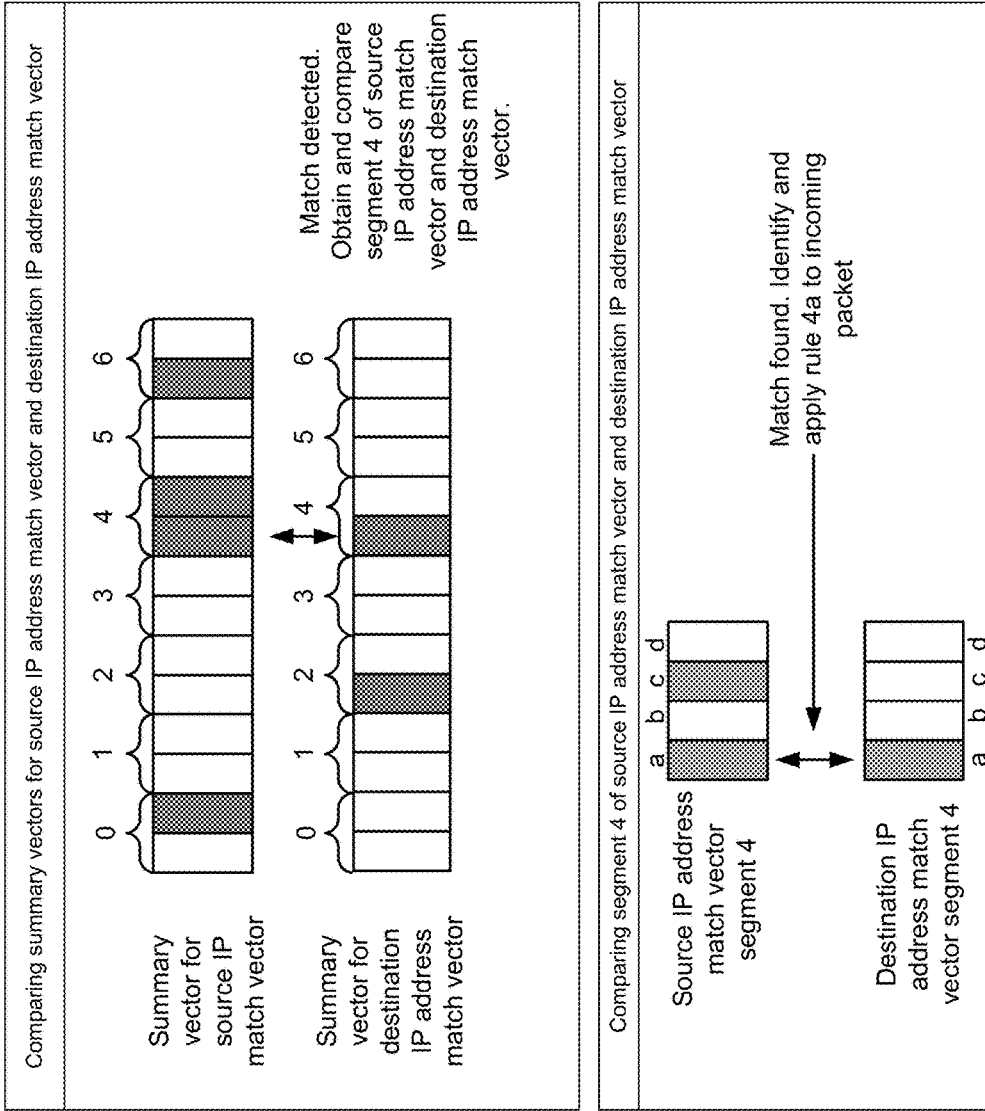 Comparing summary vectors for source IP address match vector and destination IP address match vector
Summary
vector for
source IP
match vector
0 1 2 3 4 5 6
Summary
vector for
destination
IP address
match vector
0 1 2 3 4 5 6
Match detected.
Obtain and compare
segment 4 of source
IP address match
vector and destination
IP address match
vector.
Comparing segment 4 of source IP address match vector and destination IP address match vector
Source IP address
match vector
segment 4
a b c d
Destination IP
address match
vector segment 4
a b c d
Match found. Identify and
apply rule 4a to incoming
packet